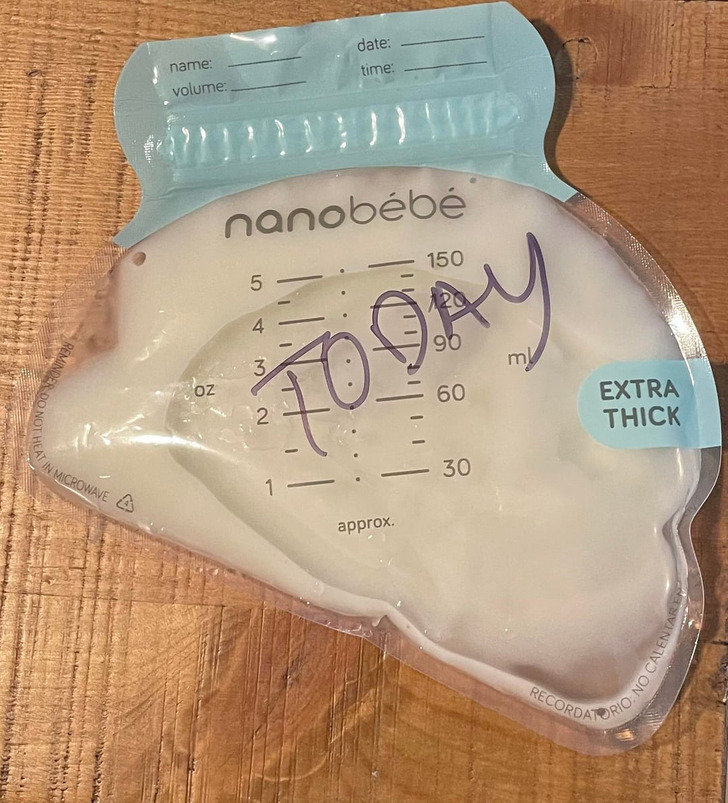 name: date:
volume: time:
nanobébé
5 150
4 120
3 90
oz ml
2 60
1 30
approx.
TODAY
EXTRA
THICK
REMINDER: DO NOT HEAT IN MICROWAVE
RECORDATORIO: NO CALENTAR